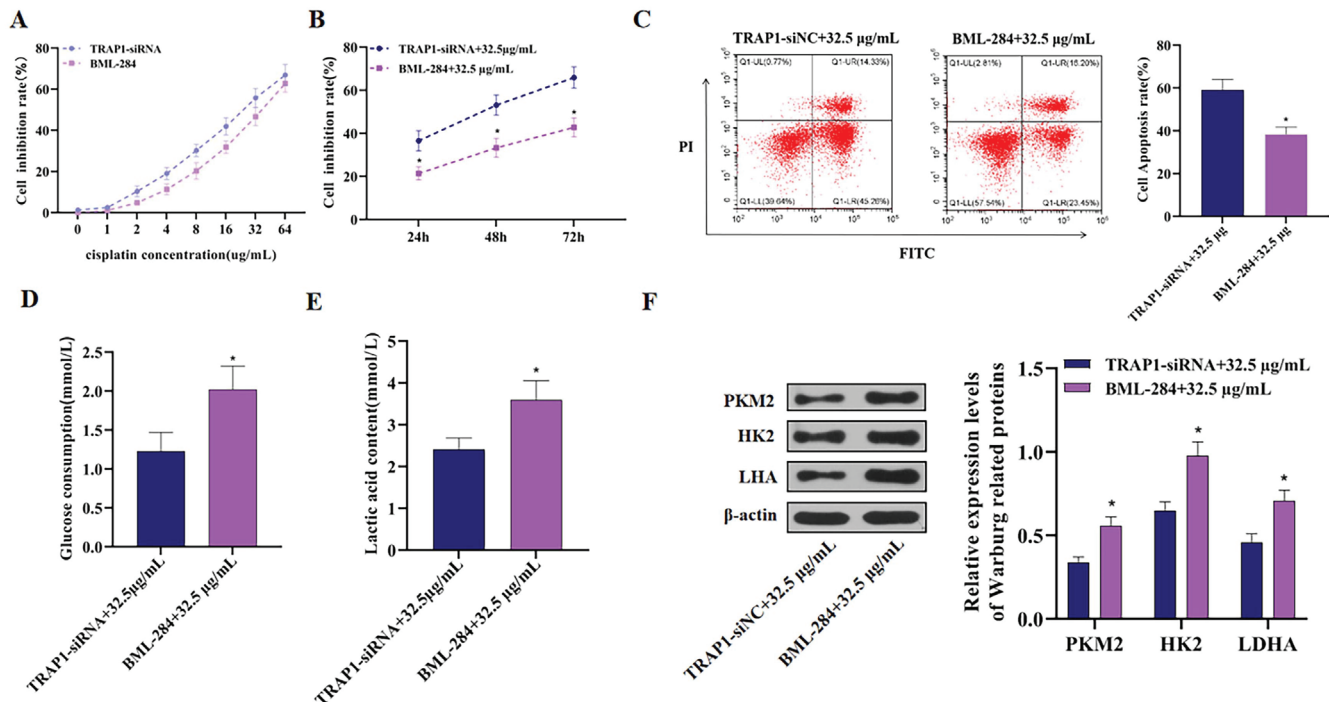 A
Cell inhibition rate(%)
80
60
40
20
0
TRAP1-siRNA
BML-284
0 1 2 4 8 16 32 64
cisplatin concentration(ug/mL)
B
Cell inhibition rate(%)
80
60
40
20
0
TRAP1-siRNA+32.5μg/mL
BML-284+32.5 μg/mL
* * *
24h 48h 72h
C
TRAP1-siNC+32.5 μg/mL
Q1-UL(0.77%) Q1-UR(14.33%)
Q1-LL(39.64%) Q1-LR(45.26%)
10² 10³ 10⁴ 10⁵ 10⁶
BML-284+32.5 μg/mL
Q1-UL(2.81%) Q1-UR(16.20%)
Q1-LL(57.54%) Q1-LR(23.45%)
10² 10³ 10⁴ 10⁵ 10⁶
PI
FITC
Cell Apoptosis rate(%)
80
60
40
20
0
*
TRAP1-siRNA+32.5 μg
BML-284+32.5 μg
D
Glucose consumption(mmol/L)
2.5
2.0
1.5
1.0
0.5
0.0
*
TRAP1-siRNA+32.5μg/mL
BML-284+32.5 μg/mL
E
Lactic acid content(mmol/L)
5
4
3
2
1
0
*
TRAP1-siRNA+32.5μg/mL
BML-284+32.5 μg/mL
F
PKM2
HK2
LHA
β-actin
TRAP1-siNC+32.5 μg/mL
BML-284+32.5 μg/mL
Relative expression levels
of Warburg related proteins
1.5
1.0
0.5
0.0
TRAP1-siRNA+32.5 μg/mL
BML-284+32.5 μg/mL
* * *
PKM2 HK2 LDHA